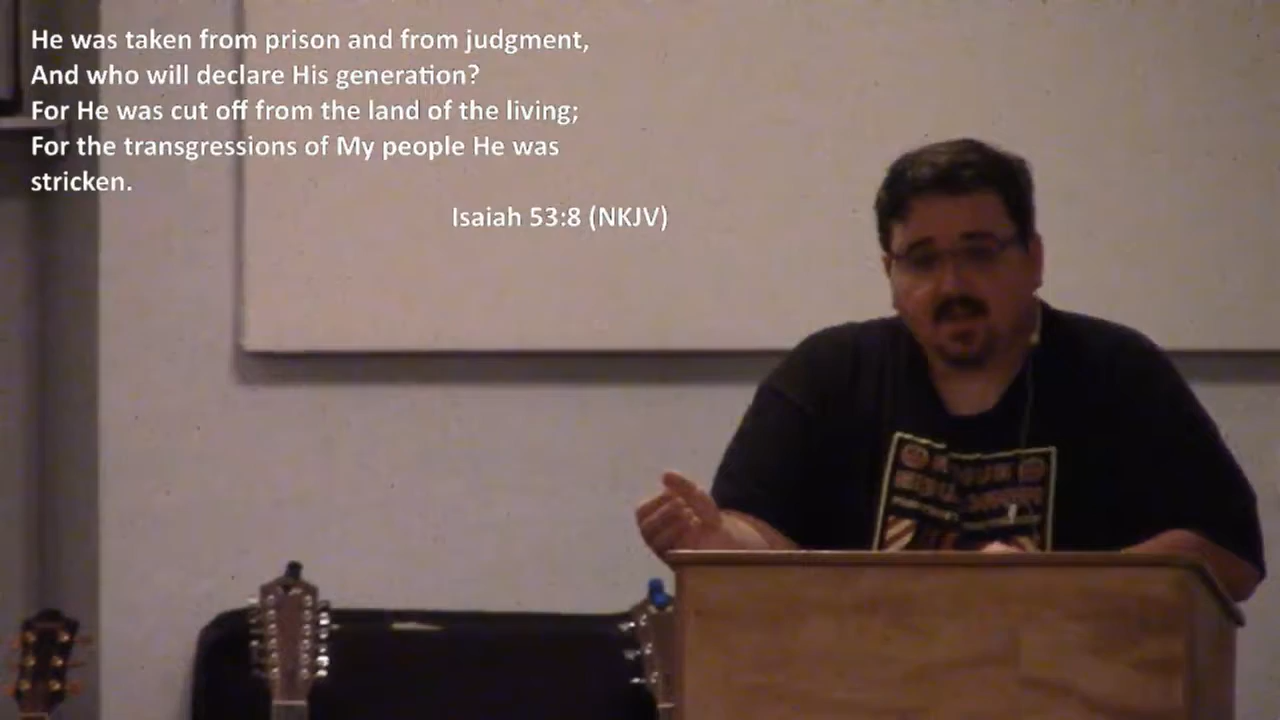 He was taken from prison and from judgment,
And who will declare His generation?
For He was cut off from the land of the living;
For the transgressions of My people He was
stricken.
Isaiah 53:8 (NKJV)